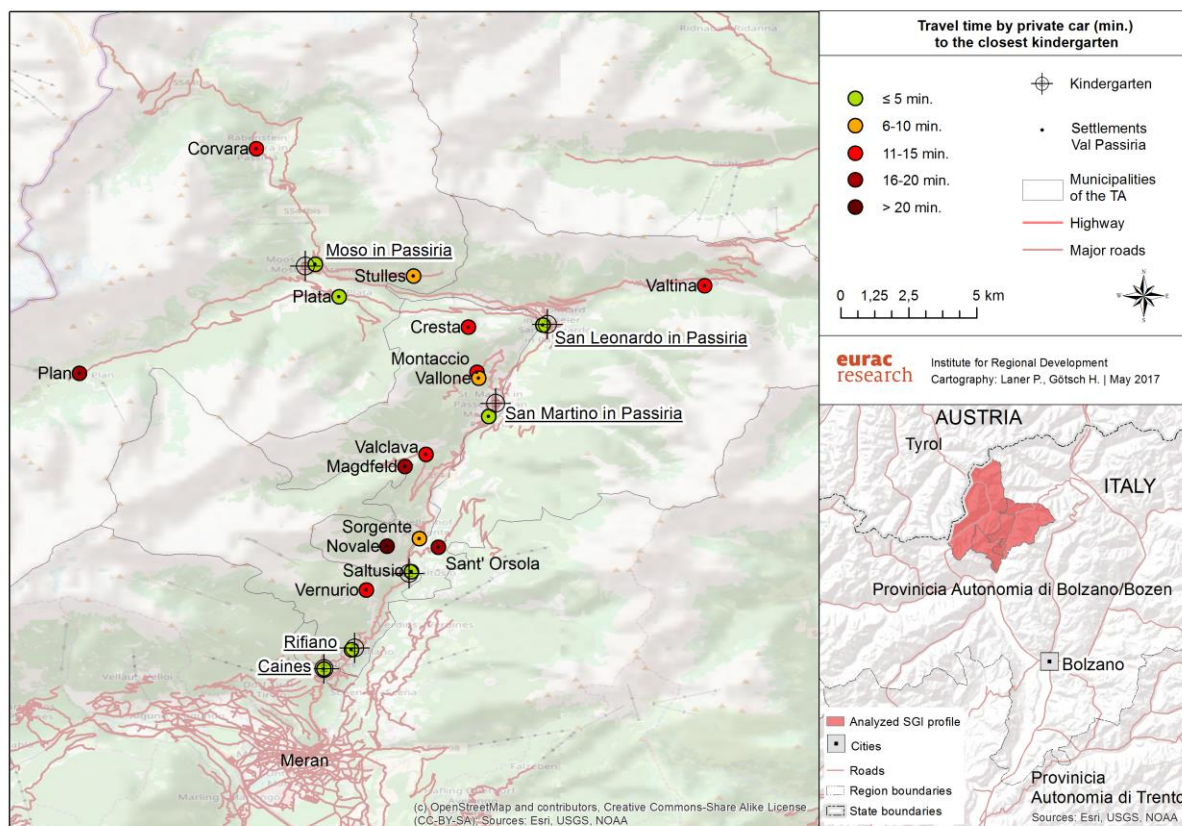 Travel time by private car (min.)
to the closest kindergarten
≤ 5 min.
6-10 min.
11-15 min.
16-20 min.
> 20 min.
Kindergarten
Settlements
Val Passiria
Municipalities
of the TA
Highway
Major roads
0 1,25 2,5 5 km
eurac
research
Institute for Regional Development
Cartography: Laner P., Götsch H. | May 2017
Corvara
Moso in Passiria
Stulles
Valtina
Plata
Cresta
San Leonardo in Passiria
Montaccio
Vallone
Plan
San Martino in Passiria
Valclava
Magdfeld
Sorgente
Novale
Sant' Orsola
Saltusio
Vernurio
Rifiano
Caines
Meran
(c) OpenStreetMap and contributors, Creative Commons-Share Alike License
(CC-BY-SA), Sources: Esri, USGS, NOAA
AUSTRIA
Tyrol
ITALY
Provinicia Autonomia di Bolzano/Bozen
Bolzano
Analyzed SGI profile
Cities
Roads
Region boundaries
State boundaries
Provinicia
Autonomia di Trento
Sources: Esri, USGS, NOAA